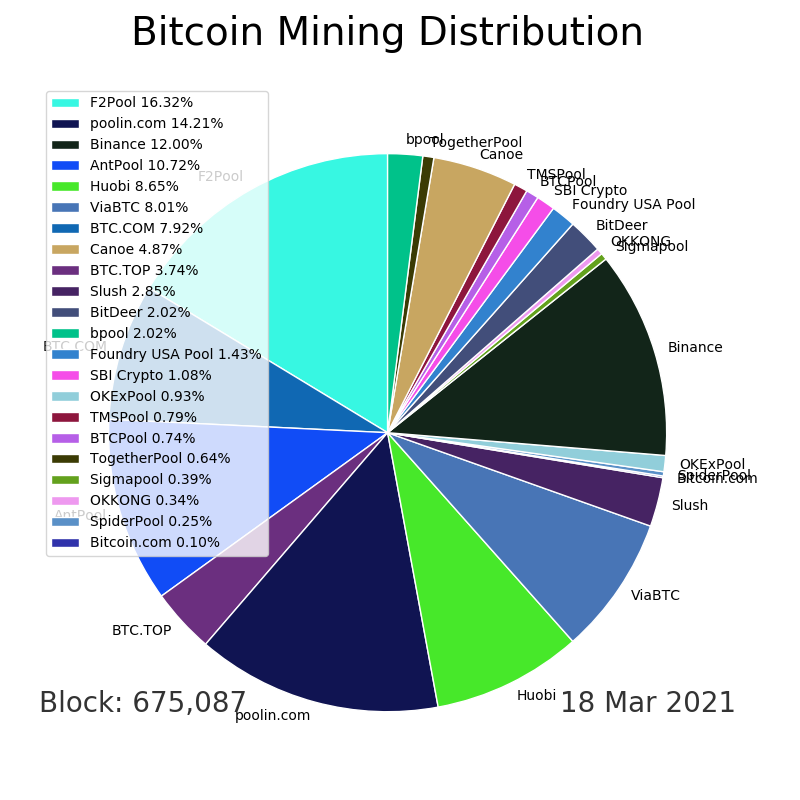 Bitcoin Mining Distribution
F2Pool 16.32%
poolin.com 14.21%
Binance 12.00%
AntPool 10.72%
Huobi 8.65%
ViaBTC 8.01%
BTC.COM 7.92%
Canoe 4.87%
BTC.TOP 3.74%
Slush 2.85%
BitDeer 2.02%
bpool 2.02%
Foundry USA Pool 1.43%
SBI Crypto 1.08%
OKExPool 0.93%
TMSPool 0.79%
BTCPool 0.74%
TogetherPool 0.64%
Sigmapool 0.39%
OKKONG 0.34%
SpiderPool 0.25%
Bitcoin.com 0.10%
bpool
TogetherPool
Canoe
TMSPool
BTCPool
SBI Crypto
Foundry USA Pool
BitDeer
OKKONG
Sigmapool
Binance
OKExPool
SpiderPool
Bitcoin.com
Slush
ViaBTC
Huobi
poolin.com
BTC.TOP
AntPool
BTC.COM
F2Pool
Block: 675,087
18 Mar 2021